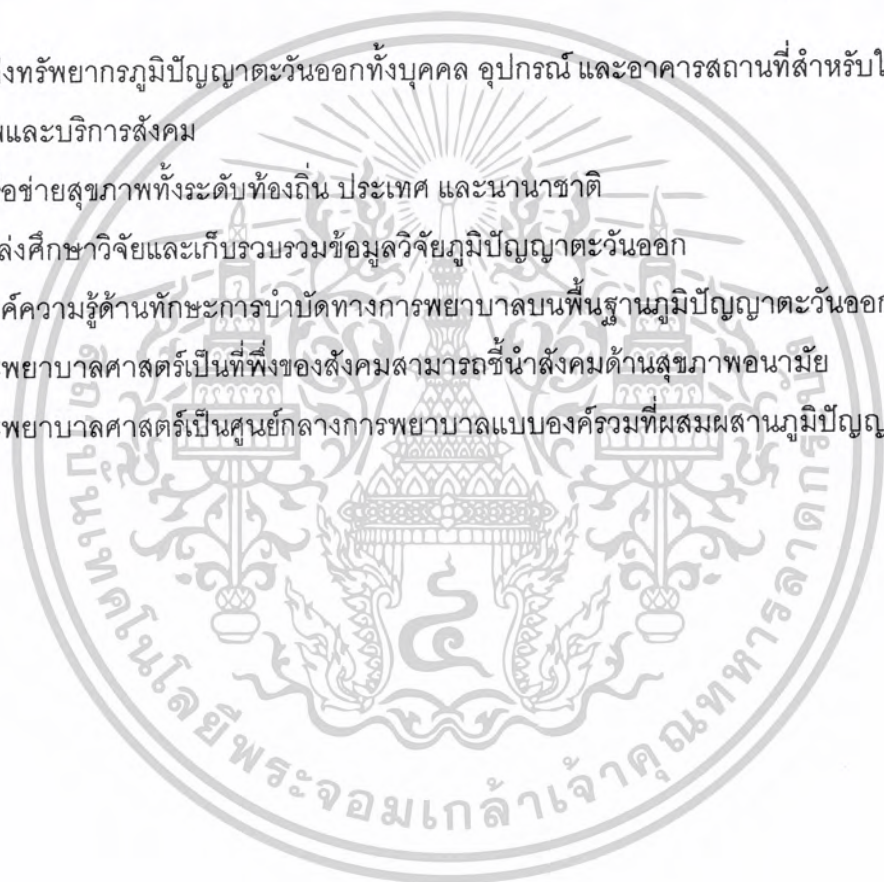 งทรัพยากรภูมิปัญญาตะวันออกทั้งบุคคล อุปกรณ์ และอาคารสถานที่สำหรับใ
พและบริการสังคม
อข่ายสุขภาพทั้งระดับท้องถิ่น ประเทศ และนานาชาติ
ล่งศึกษาวิจัยและเก็บรวบรวมข้อมูลวิจัยภูมิปัญญาตะวันออก
ค์ความรู้ด้านทักษะการบำบัดทางการพยาบาลบนพื้นฐานภูมิปัญญาตะวันออก
รพยาบาลศาสตร์เป็นที่พึ่งของสังคมสามารถชี้นำสังคมด้านสุขภาพอนามัย
รพยาบาลศาสตร์เป็นศูนย์กลางการพยาบาลแบบองค์รวมที่ผสมผสานภูมิปัญญ
สถาบันเทคโนโลยีพระจอมเกล้าเจ้าคุณทหารลาดกระบัง
๔